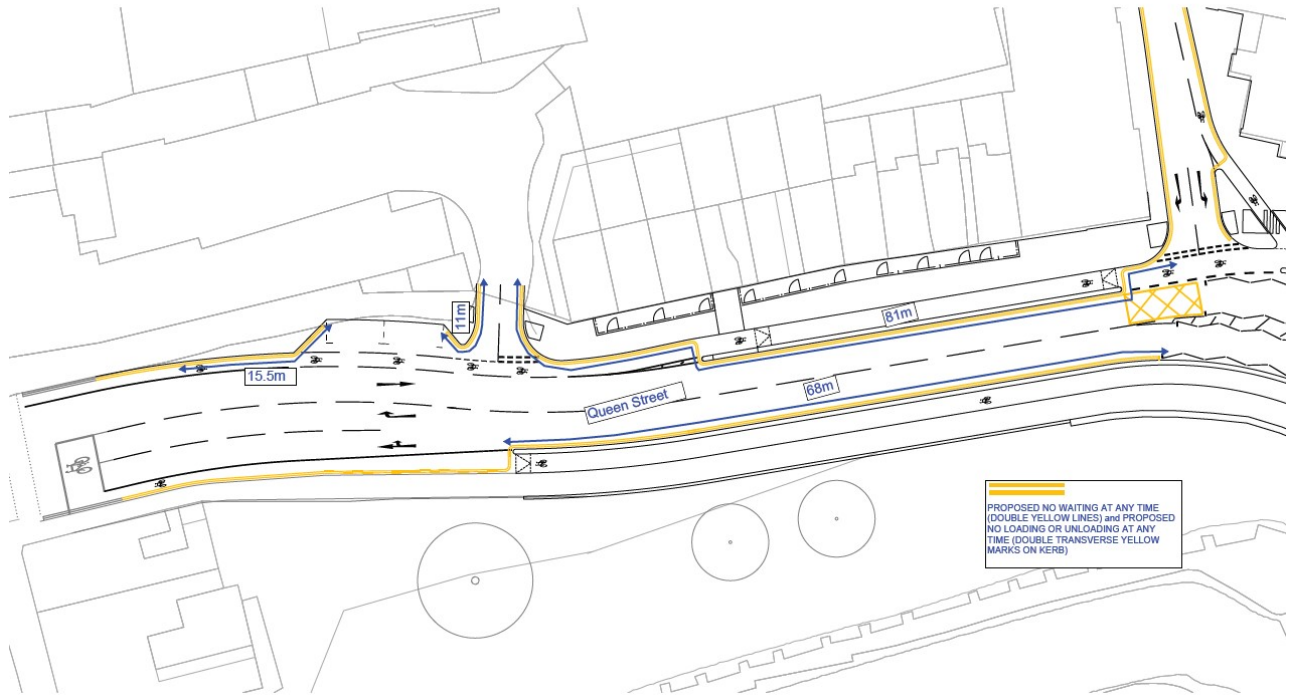 11m
81m
15.5m
68m
Queen Street
PROPOSED NO WAITING AT ANY TIME
(DOUBLE YELLOW LINES) and PROPOSED
NO LOADING OR UNLOADING AT ANY
TIME (DOUBLE TRANSVERSE YELLOW
MARKS ON KERB)